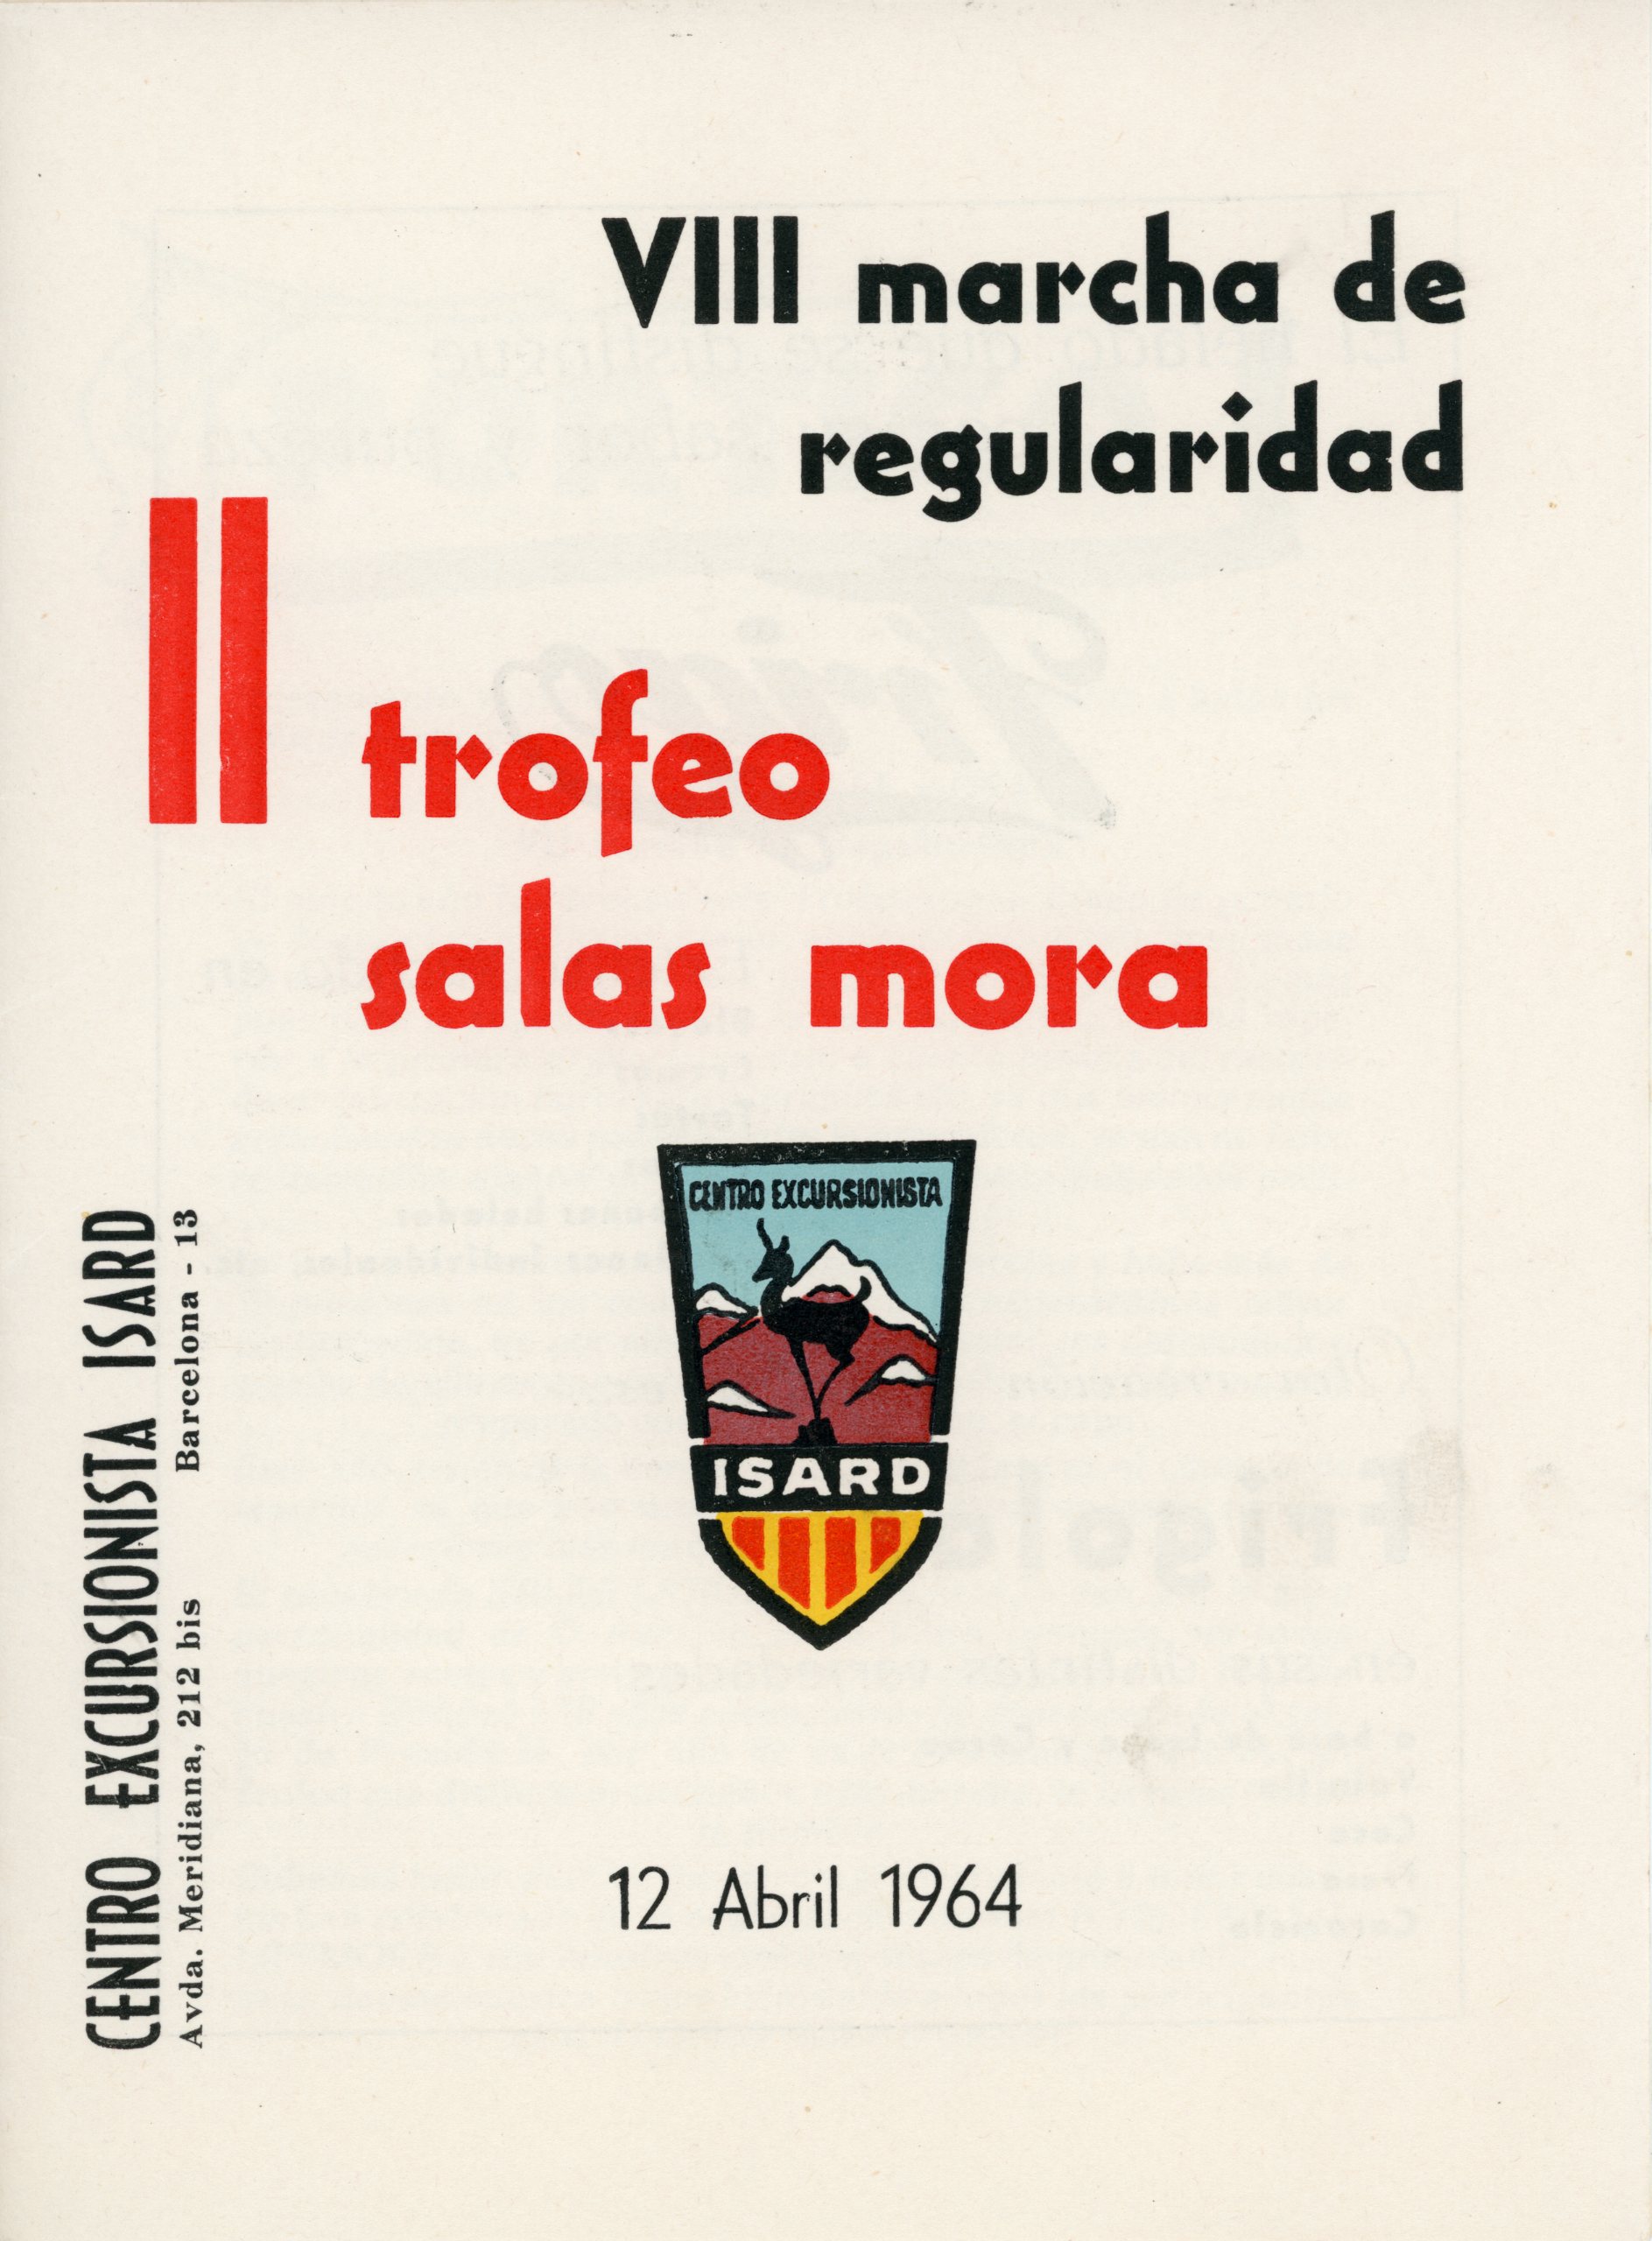 VIII marcha de
regularidad
II trofeo
salas mora
CENTRO EXCURSIONISTA
ISARD
12 Abril 1964
CENTRO EXCURSIONISTA ISARD
Avda. Meridiana, 212 bis Barcelona - 13